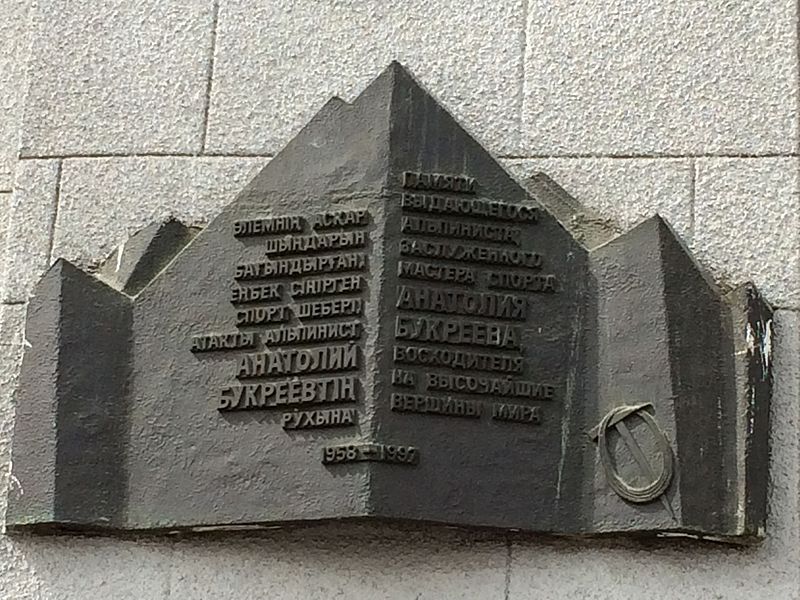 ӘЛЕМНІҢ АСҚАР
ШЫҢДАРЫН
БАҒЫНДЫРҒАН
ЕҢБЕК СІҢІРГЕН
СПОРТ ШЕБЕРІ
АТАҚТЫ АЛЬПИНИСТ
АНАТОЛИЙ
БУКРЕЕВТІҢ
РУХЫНА
ПАМЯТИ
ВЫДАЮЩЕГОСЯ
АЛЬПИНИСТА,
ЗАСЛУЖЕННОГО
МАСТЕРА СПОРТА
АНАТОЛИЯ
БУКРЕЕВА,
ВОСХОДИТЕЛЯ
НА ВЫСОЧАЙШИЕ
ВЕРШИНЫ МИРА
1958 – 1997